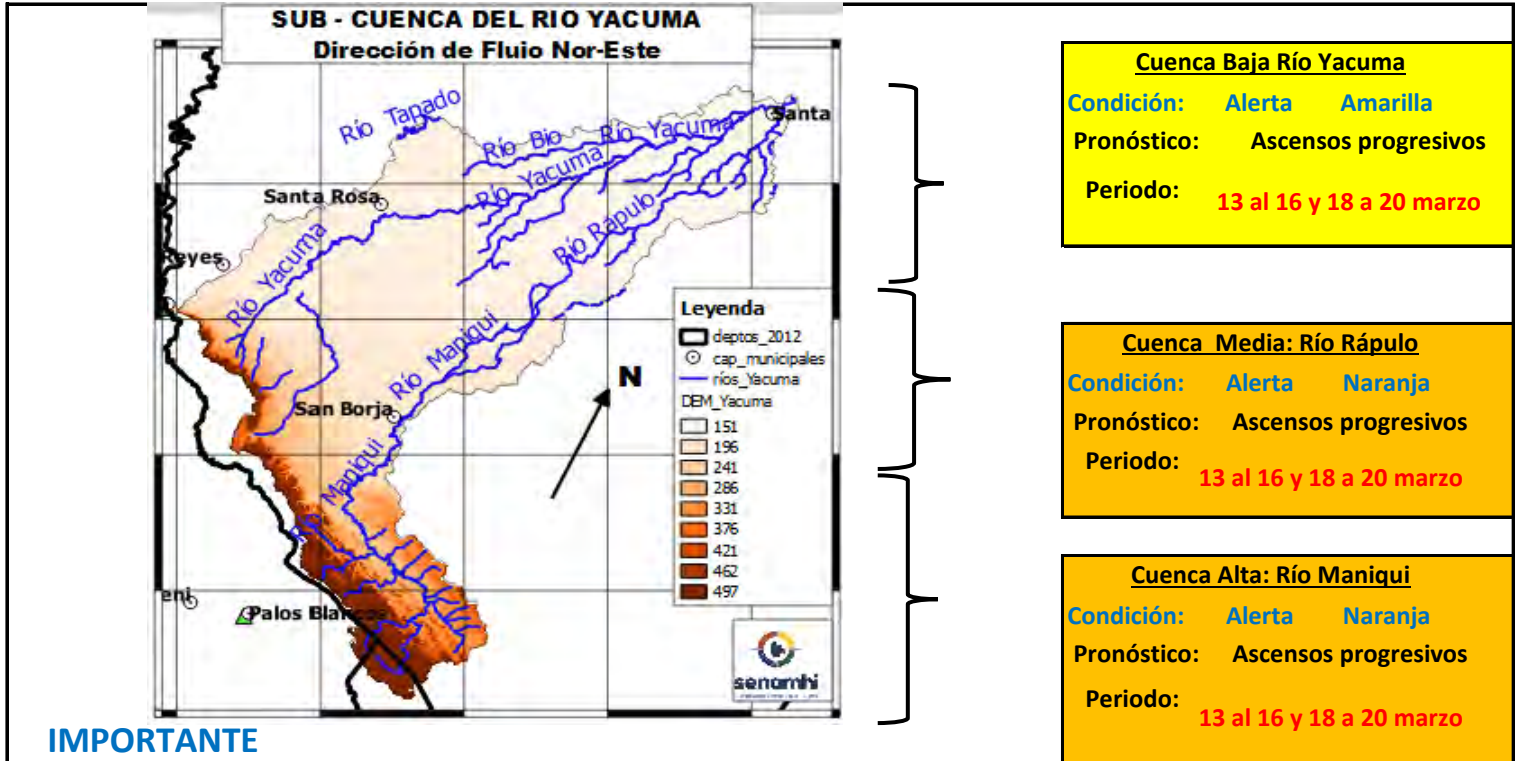 SUB - CUENCA DEL RIO YACUMA
Dirección de Fluio Nor-Este
Río Tapado
Río Bio
Río Yacuma
Santa
Río Yacuma
Santa Rosa
Río Rápulo
Reyes
Río Yacuma
Río Maniqui
San Borja
Río Maniqui
eni
Palos Blancos
N
Leyenda
deptos_2012
cap_municipales
ríos_Yacuma
DEM_Yacuma
151
196
241
286
331
376
421
462
497
senamhi
Cuenca Baja Río Yacuma
Condición: Alerta Amarilla
Pronóstico: Ascensos progresivos
Periodo: 13 al 16 y 18 a 20 marzo
Cuenca Media: Río Rápulo
Condición: Alerta Naranja
Pronóstico: Ascensos progresivos
Periodo: 13 al 16 y 18 a 20 marzo
Cuenca Alta: Río Maniqui
Condición: Alerta Naranja
Pronóstico: Ascensos progresivos
Periodo: 13 al 16 y 18 a 20 marzo
IMPORTANTE